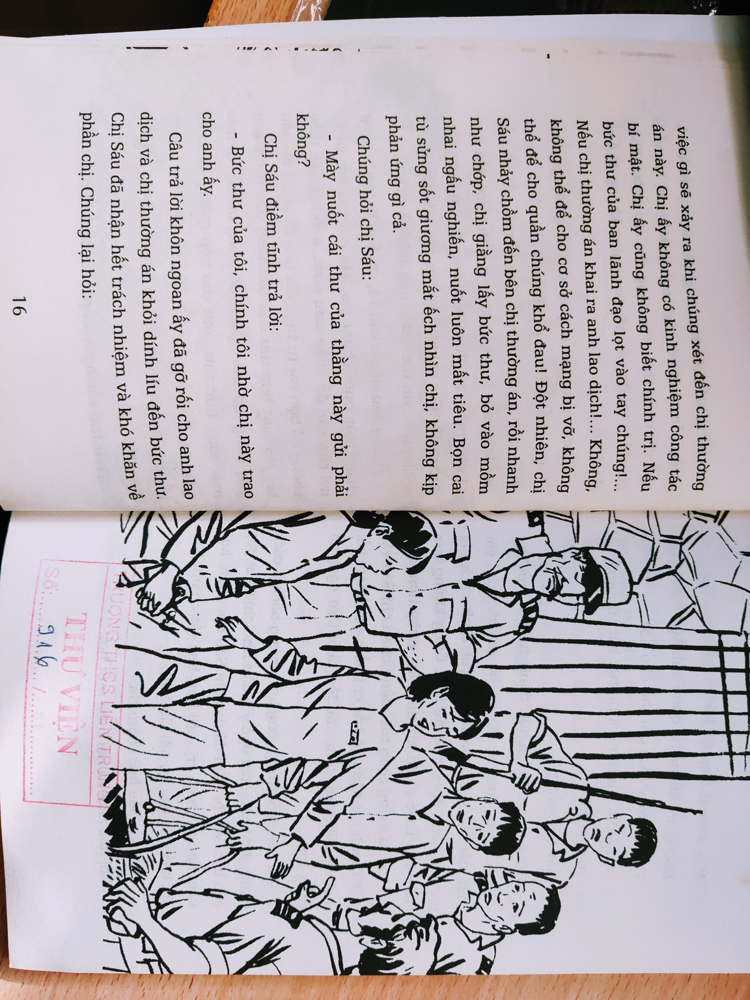 việc gì sẽ xảy ra khi chúng xét đến chị thường
án này. Chị ấy không có kinh nghiệm công tác
bí mật. Chị ấy cũng không biết chính trị. Nếu
bức thư của ban lãnh đạo lọt vào tay chúng!...
Nếu chị thường án khai ra anh lao dịch!... Không,
không thể để cho cơ sở cách mạng bị vỡ, không
thể để cho quần chúng khổ đau! Đột nhiên, chị
Sáu nhảy chồm đến bên chị thường án, rồi nhanh
như chớp, chị giằng lấy bức thư, bỏ vào mồm
nhai ngấu nghiến, nuốt luôn mất tiêu. Bọn cai
tù sửng sốt giương mắt ếch nhìn chị, không kịp
phản ứng gì cả.
Chúng hỏi chị Sáu:
- Mày nuốt cái thư của thằng này gửi phải
không?
Chị Sáu điềm tĩnh trả lời:
- Bức thư của tôi, chính tôi nhờ chị này trao
cho anh ấy.
Câu trả lời khôn ngoan ấy đã gỡ rối cho anh lao
dịch và chị thường án khỏi dính líu đến bức thư.
Chị Sáu đã nhận hết trách nhiệm và khó khăn về
phần chị. Chúng lại hỏi:
16
TRƯỜNG THCS LIÊN TRUNG
THƯ VIỆN
Số:.....916...../................